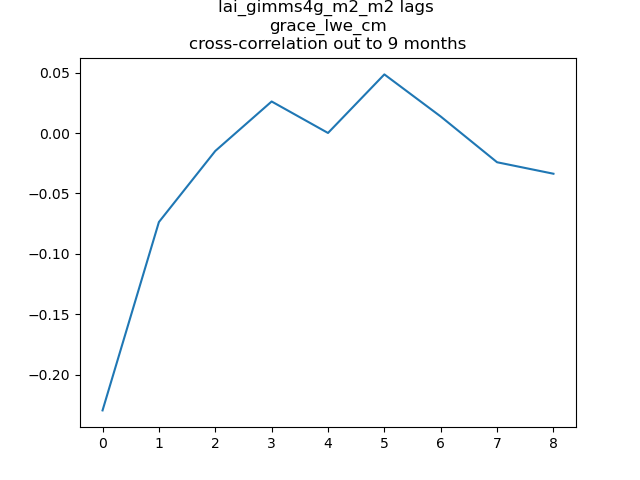 lai_gimms4g_m2_m2 lags
grace_lwe_cm
cross-correlation out to 9 months
0.05
0.00
−0.05
−0.10
−0.15
−0.20
0 1 2 3 4 5 6 7 8